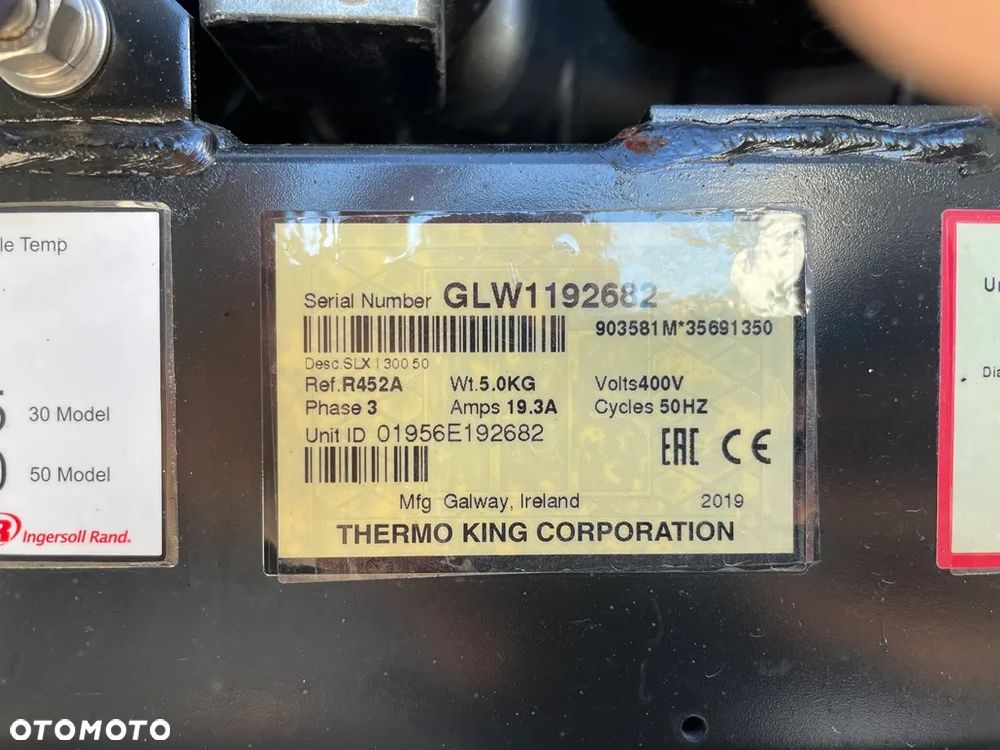 le Temp
30 Model
50 Model
Ingersoll Rand.
Serial Number GLW1192682
903581M*35691350
Desc.SLX I 300 50
Ref.R452A Wt.5.0KG Volts400V
Phase 3 Amps 19.3A Cycles 50HZ
Unit ID 01956E192682
EAC CE
Mfg Galway, Ireland 2019
THERMO KING CORPORATION
Un
Dia
OTOMOTO